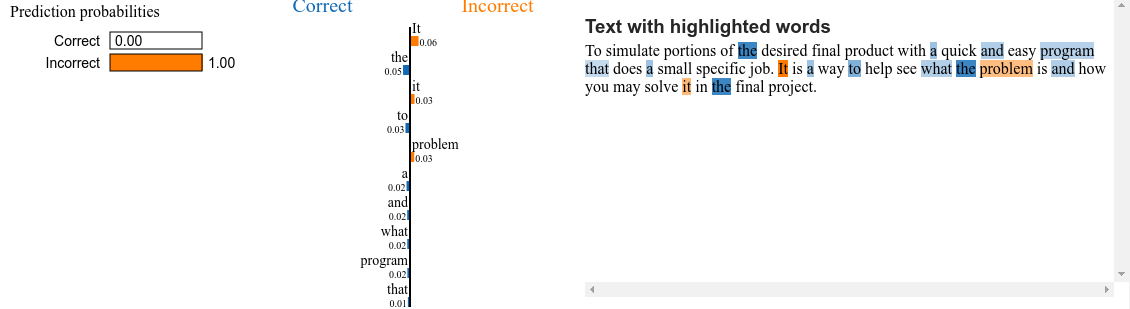 Prediction probabilities
Correct 0.00
Incorrect 1.00
Correct Incorrect
It
0.06
the
0.05
it
0.03
to
0.03
problem
0.03
a
0.02
and
0.02
what
0.02
program
0.02
that
0.01
Text with highlighted words
To simulate portions of the desired final product with a quick and easy program
that does a small specific job. It is a way to help see what the problem is and how
you may solve it in the final project.